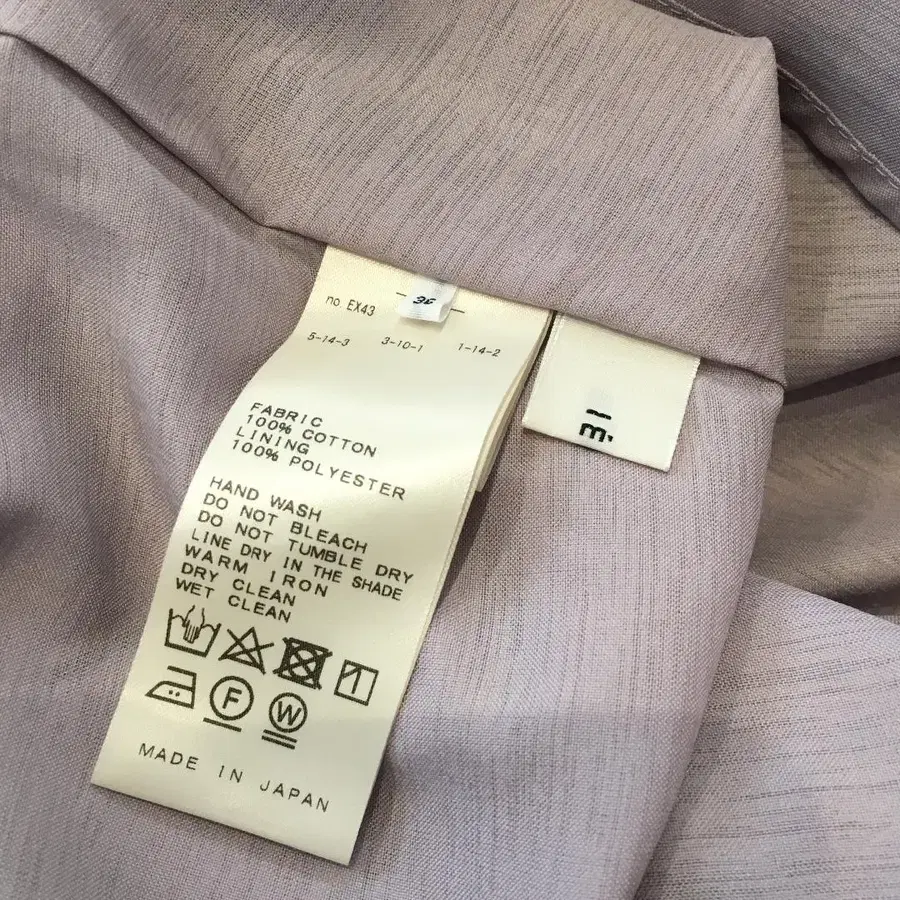 no EX43
5-14-3 3-10-1 1-14-2
FABRIC
100% COTTON
LINING
100% POLYESTER
HAND WASH
DO NOT BLEACH
DO NOT TUMBLE DRY
LINE DRY IN THE SHADE
WARM IRON
DRY CLEAN
WET CLEAN
F W
MADE IN JAPAN